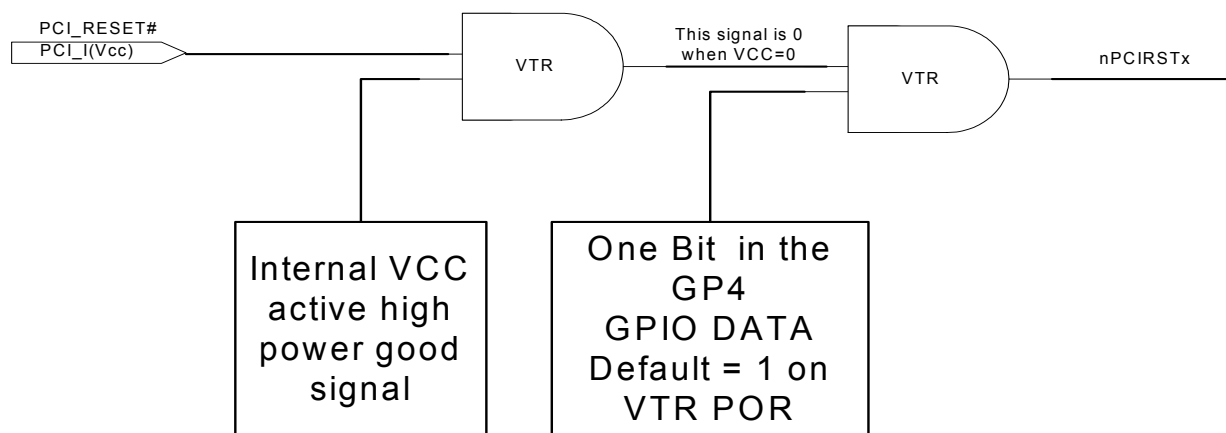 PCI_RESET#
PCI_I(Vcc)
VTR
This signal is 0
when VCC=0
VTR
nPCIRSTx
Internal VCC
active high
power good
signal
One Bit in the
GP4
GPIO DATA
Default = 1 on
VTR POR